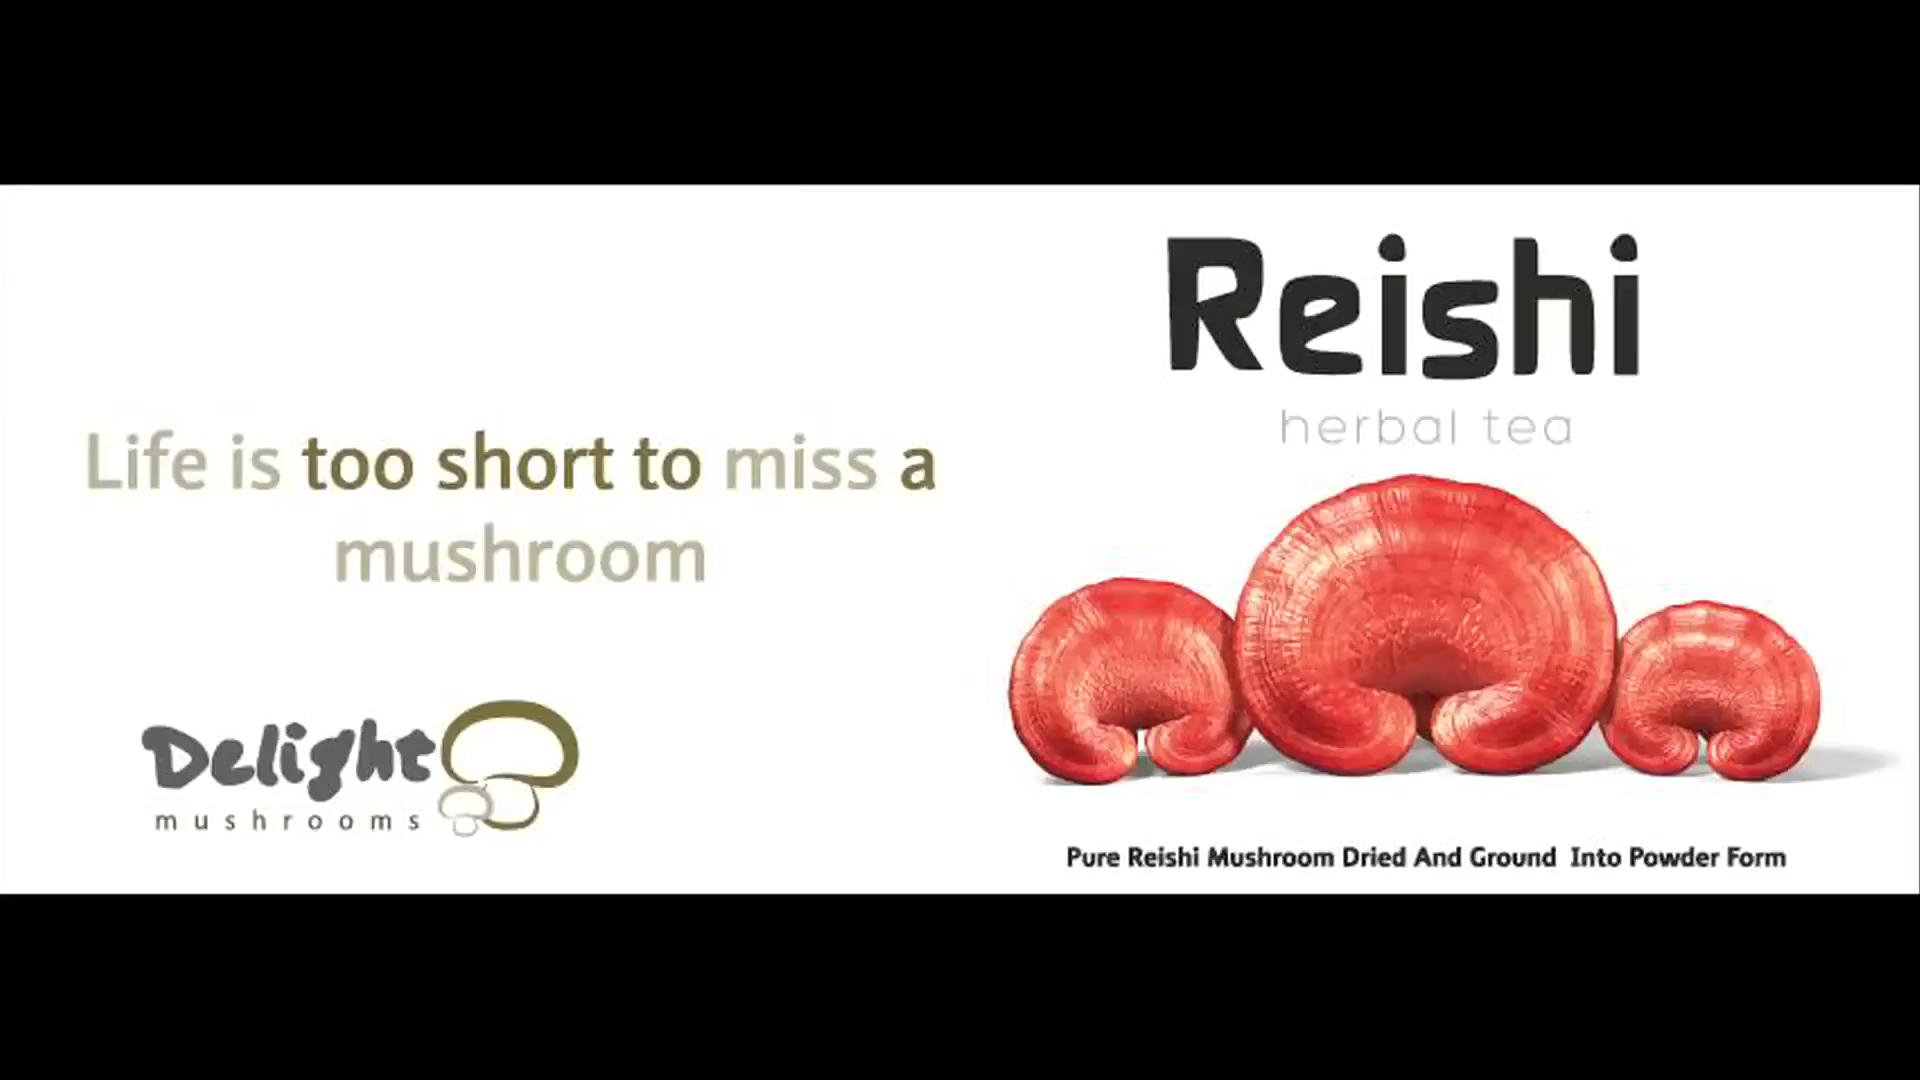 Life is too short to miss a
mushroom
Delight
mushrooms
Reishi
herbal tea
Pure Reishi Mushroom Dried And Ground Into Powder Form